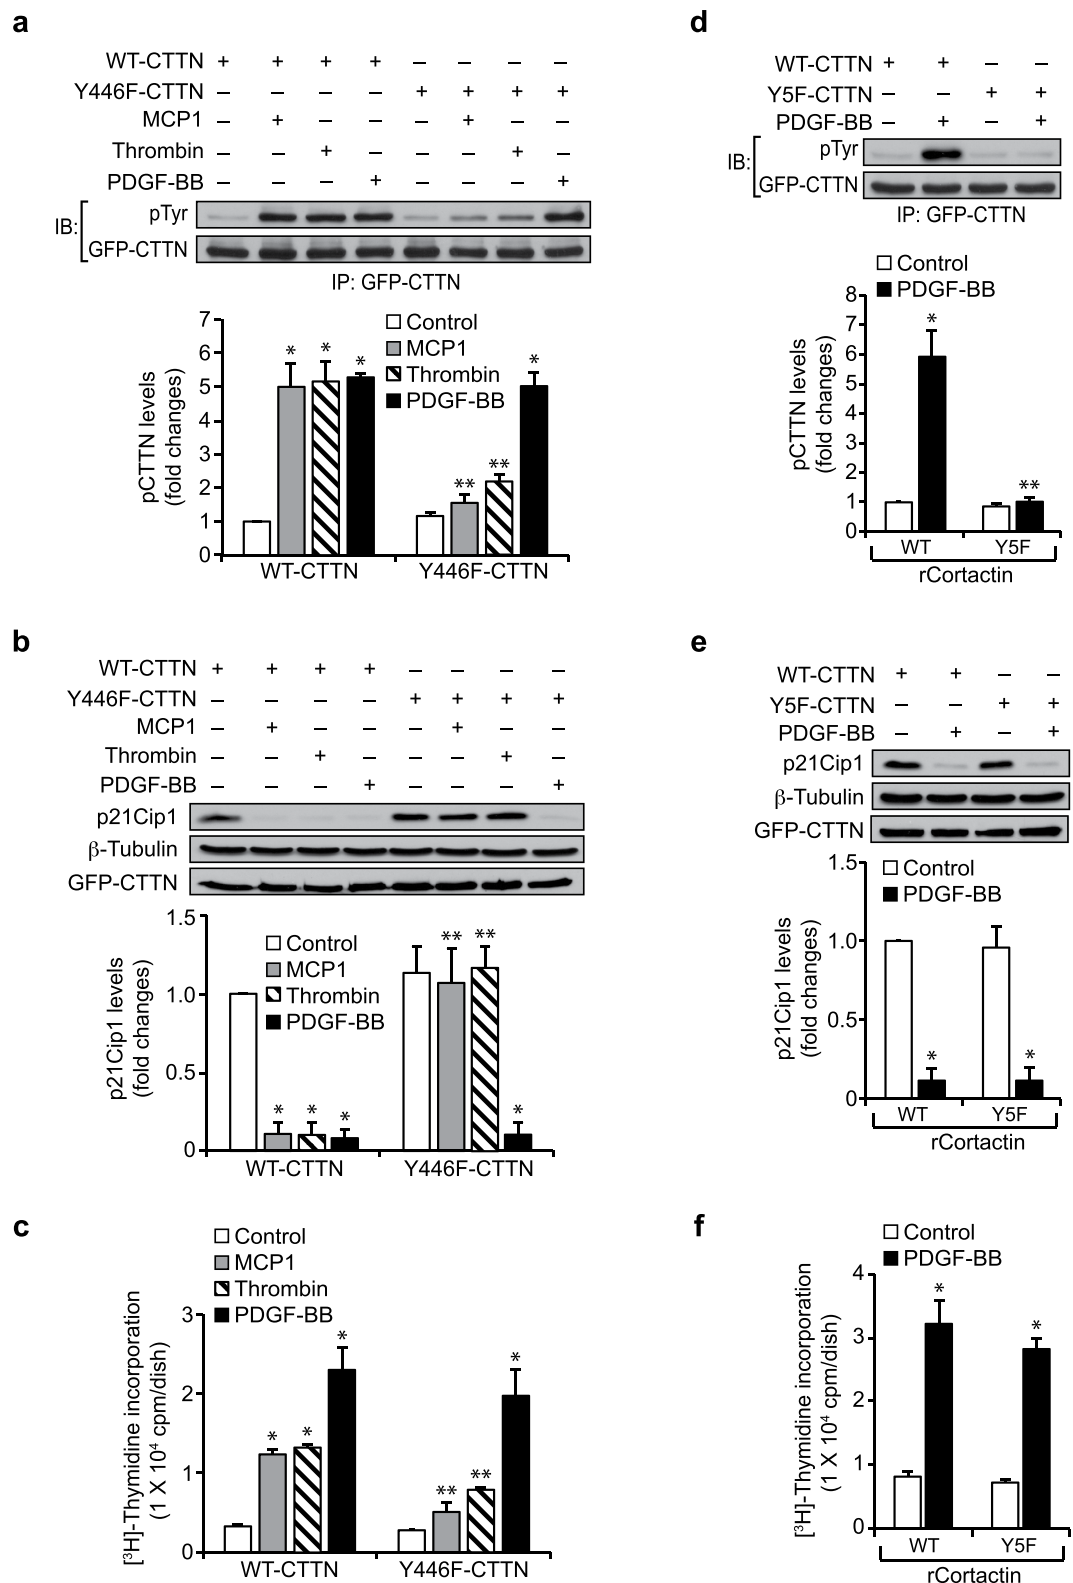 a
WT-CTTN + + + + – – – –
Y446F-CTTN – – – – + + + +
MCP1 – + – – – + – –
Thrombin – – + – – – + –
PDGF-BB – – – + – – – +
IB:
pTyr
GFP-CTTN
IP: GFP-CTTN
Control
MCP1
Thrombin
PDGF-BB
pCTTN levels
(fold changes)
7
6
5
4
3
2
1
0
* * * ** ** *
WT-CTTN Y446F-CTTN
b
WT-CTTN + + + + – – – –
Y446F-CTTN – – – – + + + +
MCP1 – + – – – + – –
Thrombin – – + – – – + –
PDGF-BB – – – + – – – +
p21Cip1
β-Tubulin
GFP-CTTN
Control
MCP1
Thrombin
PDGF-BB
p21Cip1 levels
(fold changes)
1.5
1.0
0.5
0
* * * ** ** *
WT-CTTN Y446F-CTTN
c
Control
MCP1
Thrombin
PDGF-BB
[³H]-Thymidine incorporation
(1 X 10⁴ cpm/dish)
3
2
1
0
* * * ** ** *
WT-CTTN Y446F-CTTN
d
WT-CTTN + + – –
Y5F-CTTN – – + +
PDGF-BB – + – +
IB:
pTyr
GFP-CTTN
IP: GFP-CTTN
Control
PDGF-BB
pCTTN levels
(fold changes)
8
7
6
5
4
3
2
1
0
* **
WT Y5F
rCortactin
e
WT-CTTN + + – –
Y5F-CTTN – – + +
PDGF-BB – + – +
p21Cip1
β-Tubulin
GFP-CTTN
Control
PDGF-BB
p21Cip1 levels
(fold changes)
1.5
1.0
0.5
0
* *
WT Y5F
rCortactin
f
Control
PDGF-BB
[³H]-Thymidine incorporation
(1 X 10⁴ cpm/dish)
4
3
2
1
0
* *
WT Y5F
rCortactin